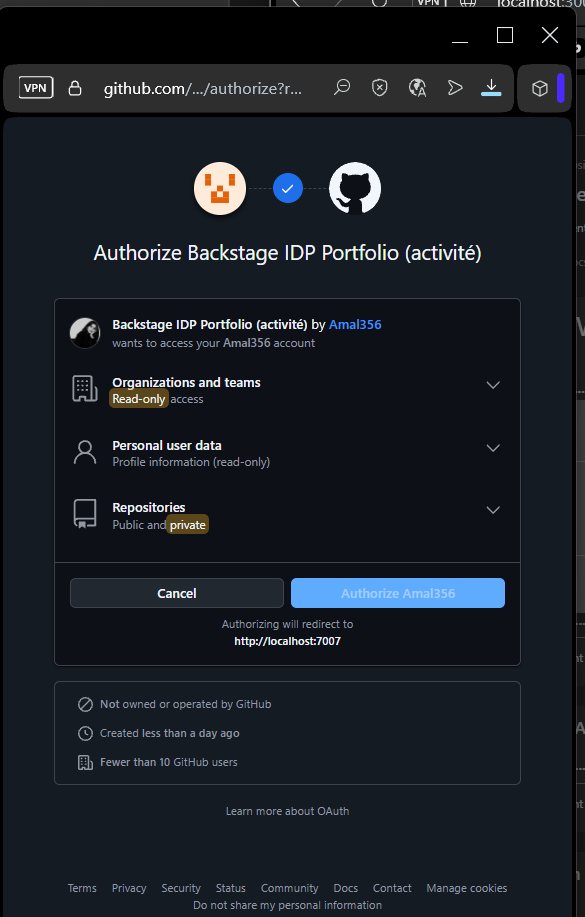 localhost:300
VPN
VPN
github.com/.../authorize?r...
Authorize Backstage IDP Portfolio (activité)
Backstage IDP Portfolio (activité) by Amal356
wants to access your Amal356 account
Organizations and teams
Read-only access
Personal user data
Profile information (read-only)
Repositories
Public and private
Cancel
Authorize Amal356
Authorizing will redirect to
http://localhost:7007
Not owned or operated by GitHub
Created less than a day ago
Fewer than 10 GitHub users
Learn more about OAuth
Terms Privacy Security Status Community Docs Contact Manage cookies
Do not share my personal information